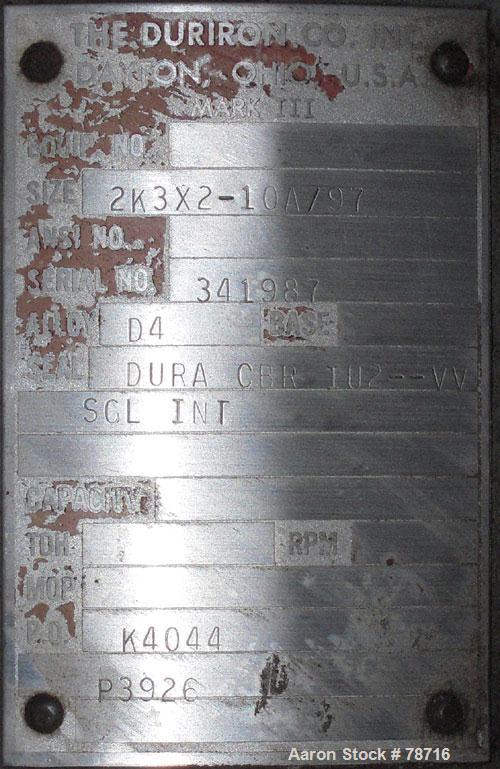 THE DURIRON CO. INC.
DAYTON, OHIO, U.S.A.
MARK III
EQUIP. NO.
SIZE 2K3X2-10A/97
ANSI NO.
SERIAL NO. 341987
ALLOY D4 BASE
SEAL DURA CBR IU2--VV
SGL INT
CAPACITY
TDH RPM
MOP
P.O. K4044
P3926
Aaron Stock # 78716